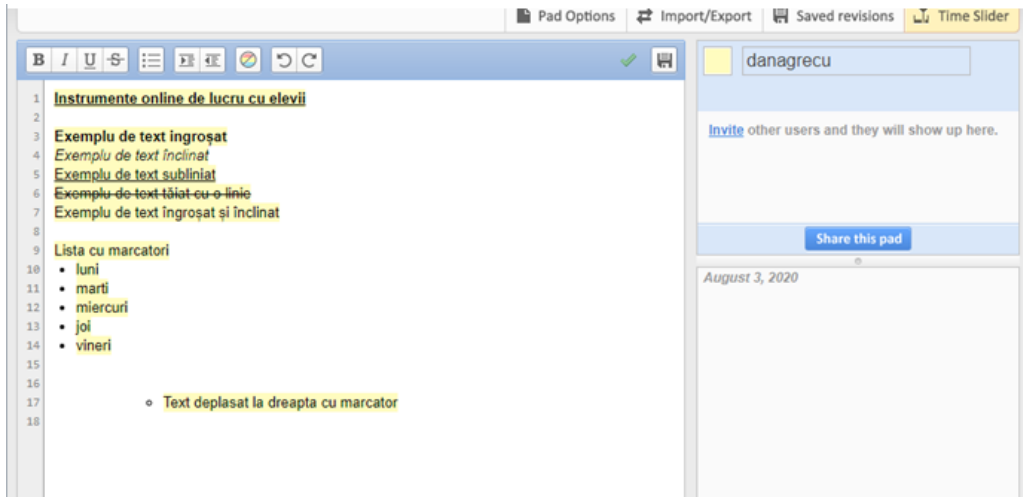 Pad Options Import/Export Saved revisions Time Slider
B I U S
danagrecu
1 Instrumente online de lucru cu elevii
2
3 Exemplu de text ingroșat
4 Exemplu de text înclinat
5 Exemplu de text subliniat
6 Exemplu de text tăiat cu o linie
7 Exemplu de text îngroșat și înclinat
8
9 Lista cu marcatori
10 • luni
11 • marti
12 • miercuri
13 • joi
14 • vineri
15
16
17 ◦ Text deplasat la dreapta cu marcator
18
Invite other users and they will show up here.
Share this pad
August 3, 2020